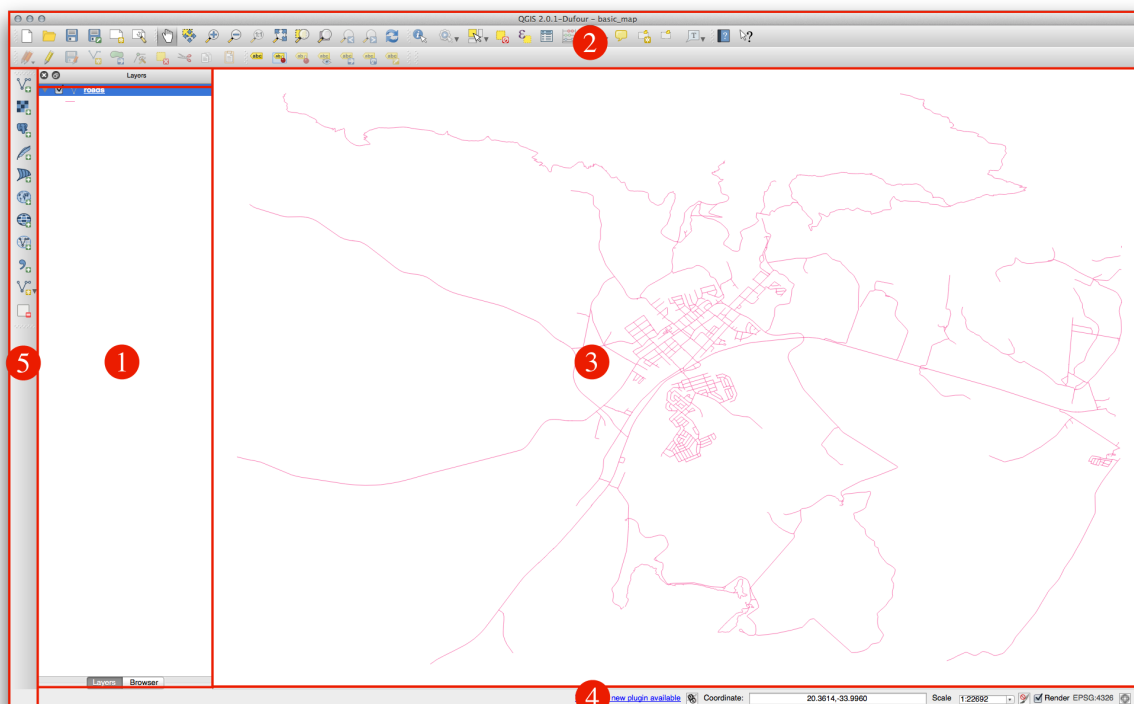 QGIS 2.0.1-Dufour – basic_map
2
abc
Layers
roads
5
1
3
Layers Browser
4
new plugin available Coordinate: 20.3614,-33.9960 Scale 1:22692 Render EPSG:4326